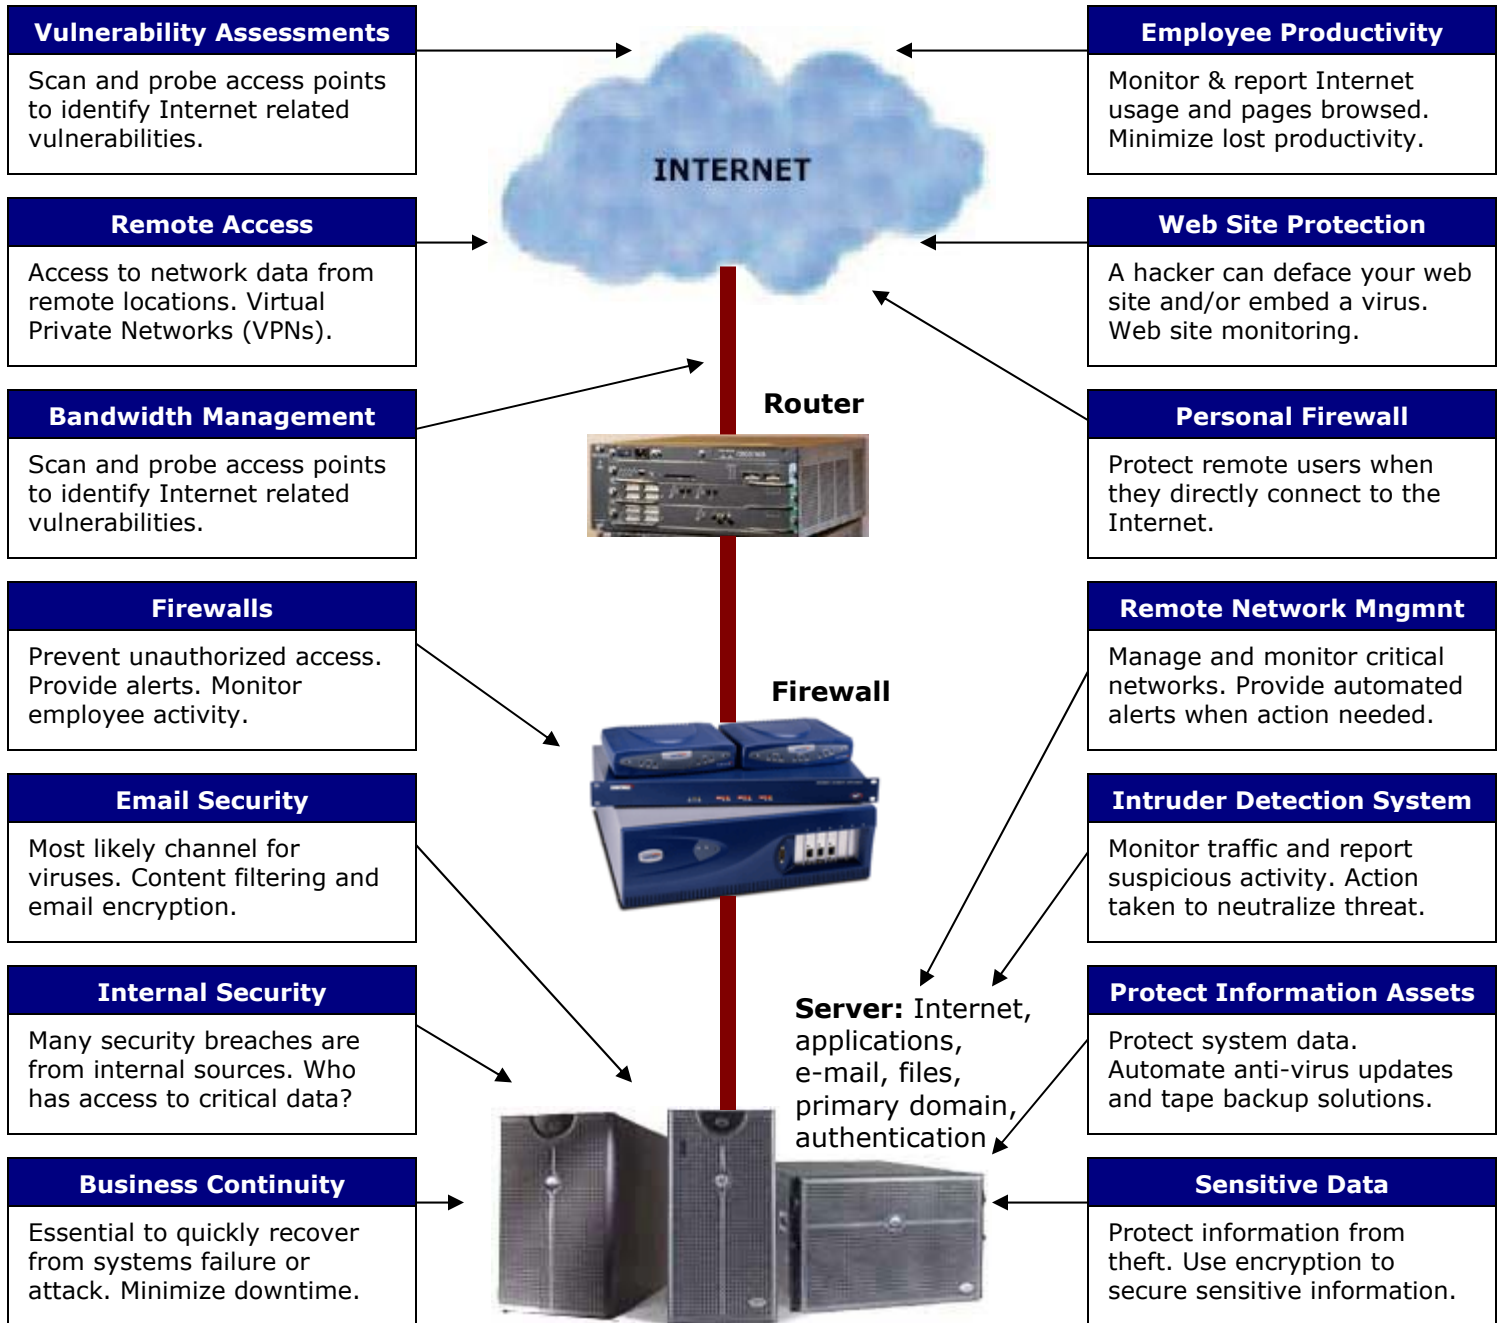 Vulnerability Assessments
Scan and probe access points
to identify Internet related
vulnerabilities.
Remote Access
Access to network data from
remote locations. Virtual
Private Networks (VPNs).
Bandwidth Management
Scan and probe access points
to identify Internet related
vulnerabilities.
Firewalls
Prevent unauthorized access.
Provide alerts. Monitor
employee activity.
Email Security
Most likely channel for
viruses. Content filtering and
email encryption.
Internal Security
Many security breaches are
from internal sources. Who
has access to critical data?
Business Continuity
Essential to quickly recover
from systems failure or
attack. Minimize downtime.
INTERNET
Router
Firewall
Server: Internet,
applications,
e-mail, files,
primary domain,
authentication
Employee Productivity
Monitor & report Internet
usage and pages browsed.
Minimize lost productivity.
Web Site Protection
A hacker can deface your web
site and/or embed a virus.
Web site monitoring.
Personal Firewall
Protect remote users when
they directly connect to the
Internet.
Remote Network Mngmnt
Manage and monitor critical
networks. Provide automated
alerts when action needed.
Intruder Detection System
Monitor traffic and report
suspicious activity. Action
taken to neutralize threat.
Protect Information Assets
Protect system data.
Automate anti-virus updates
and tape backup solutions.
Sensitive Data
Protect information from
theft. Use encryption to
secure sensitive information.